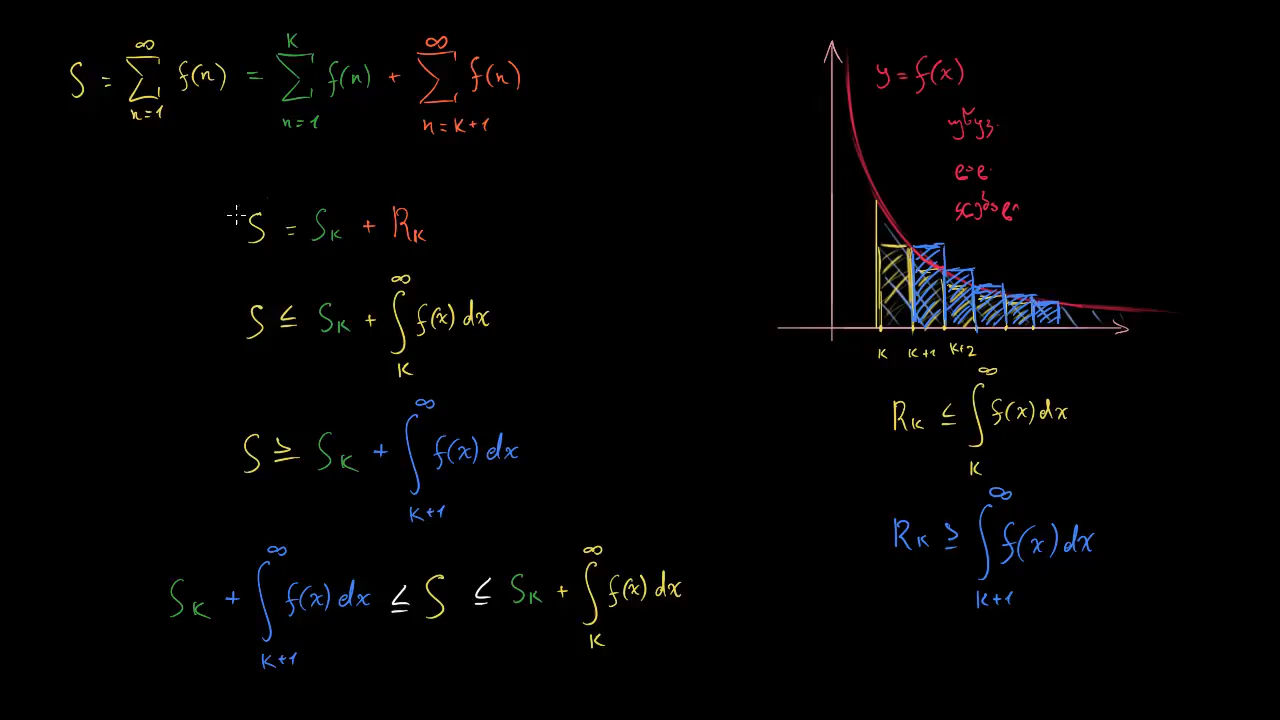 S = ∞ ∑ n=1 f(n) = K ∑ n=1 f(n) + ∞ ∑ n=K+1 f(n)
S = S_K + R_K
S ≤ S_K + ∫_K^∞ f(x) dx
S ≥ S_K + ∫_{K+1}^∞ f(x) dx
S_K + ∫_{K+1}^∞ f(x) dx ≤ S ≤ S_K + ∫_K^∞ f(x) dx
y = f(x)
K K+1 K+2
R_K ≤ ∫_K^∞ f(x) dx
R_K ≥ ∫_{K+1}^∞ f(x) dx